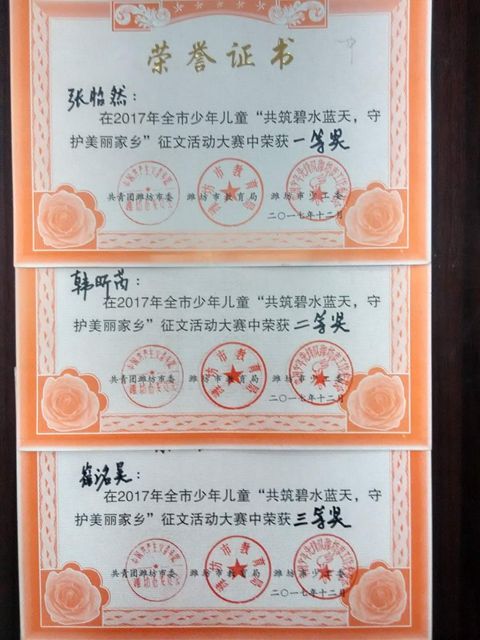 荣誉证书
张怡然：
在2017年全市少年儿童“共筑碧水蓝天，守
护美丽家乡”征文活动大赛中荣获一等奖
共青团潍坊市委 潍坊市教育局 潍坊市少工委
二〇一七年十二月
韩昕芮：
在2017年全市少年儿童“共筑碧水蓝天，守
护美丽家乡”征文活动大赛中荣获二等奖
共青团潍坊市委 潍坊市教育局 潍坊市少工委
二〇一七年十二月
崔洺昊：
在2017年全市少年儿童“共筑碧水蓝天，守
护美丽家乡”征文活动大赛中荣获三等奖
共青团潍坊市委 潍坊市教育局 潍坊市少工委
二〇一七年十二月